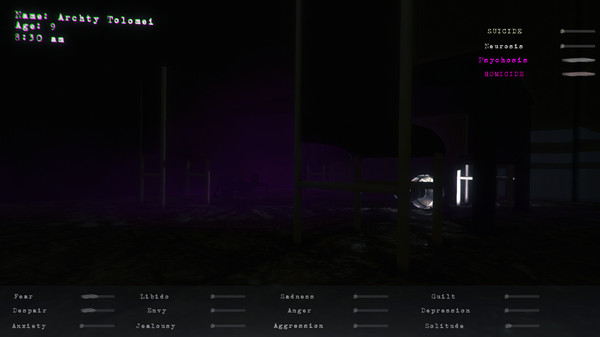 Name: Archty Tolomei
Age: 9
8:30 am
SUICIDE
Neurosis
Psychosis
HOMICIDE
Fear Libido Sadness Guilt
Despair Envy Anger Depression
Anxiety Jealousy Aggression Solitude